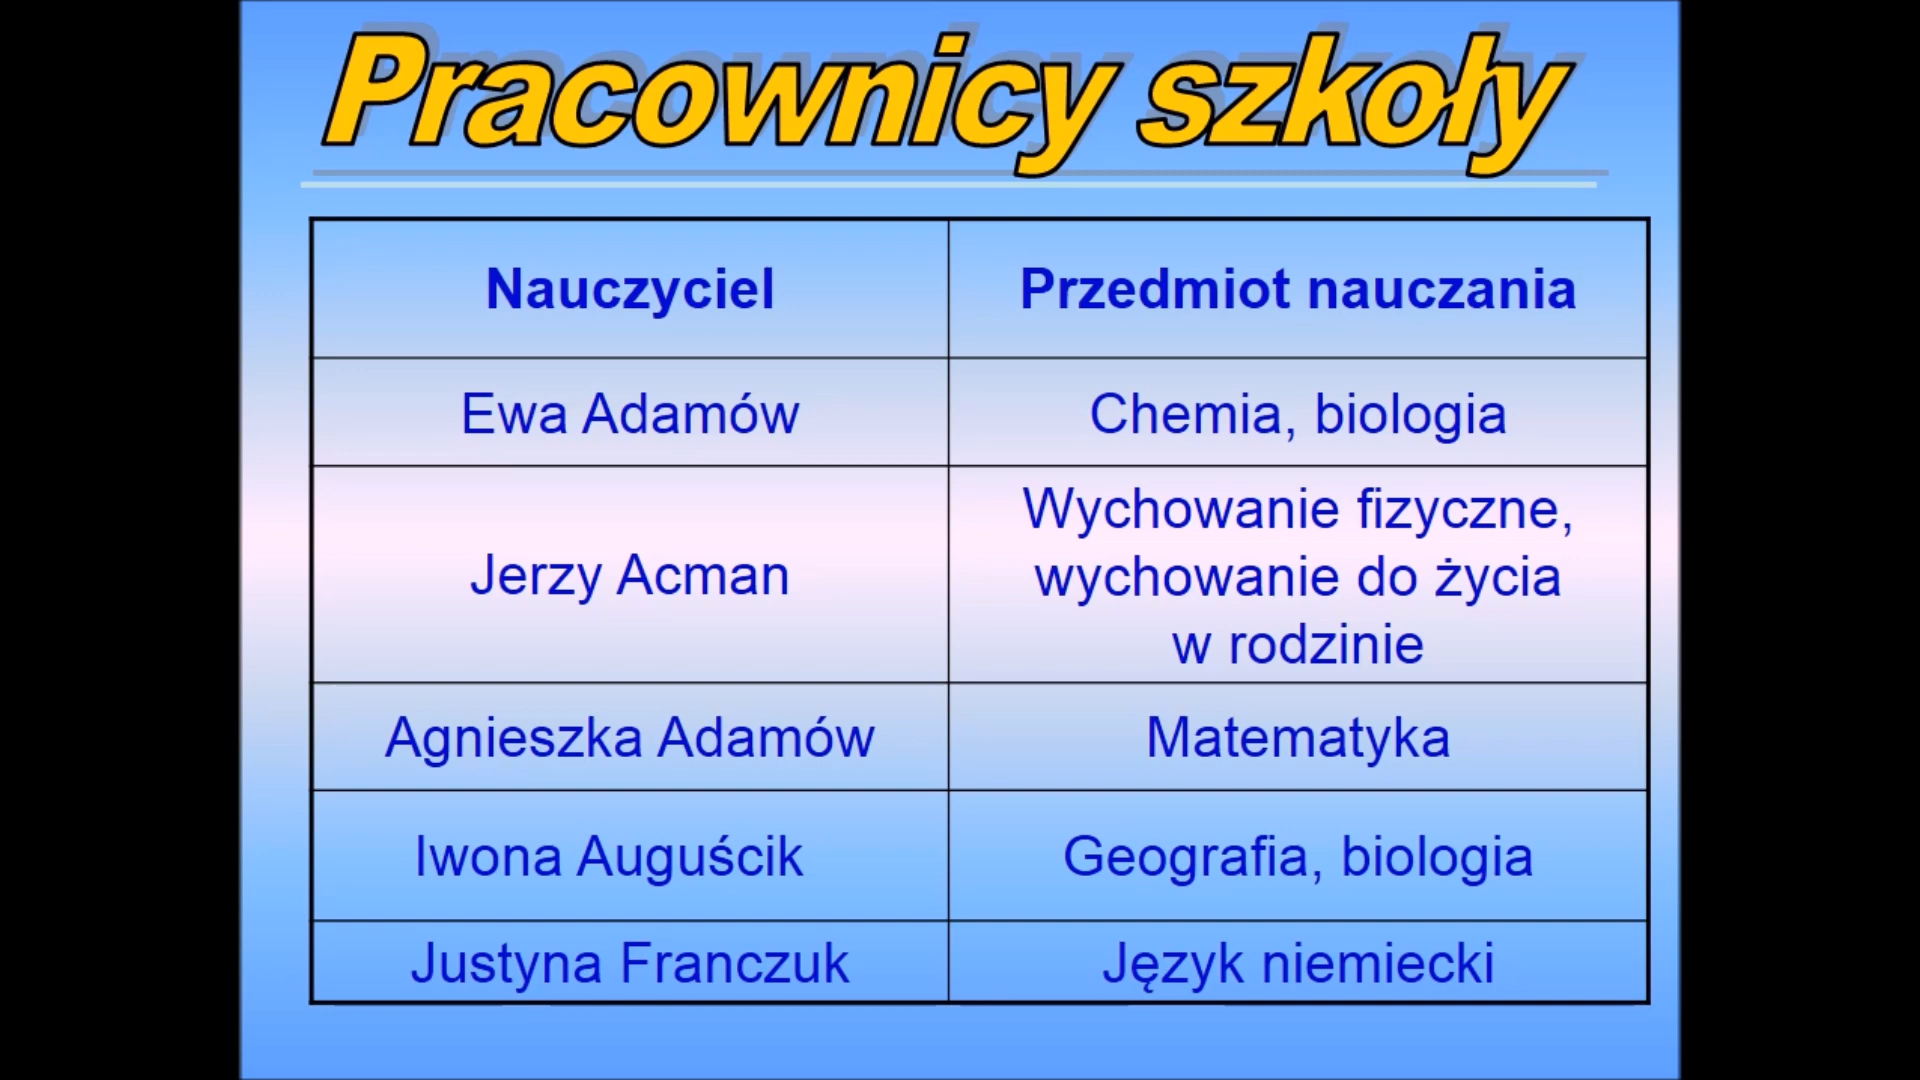 Pracownicy szkoły
Nauczyciel
Przedmiot nauczania
Ewa Adamów
Chemia, biologia
Jerzy Acman
Wychowanie fizyczne,
wychowanie do życia
w rodzinie
Agnieszka Adamów
Matematyka
Iwona Auguścik
Geografia, biologia
Justyna Franczuk
Język niemiecki